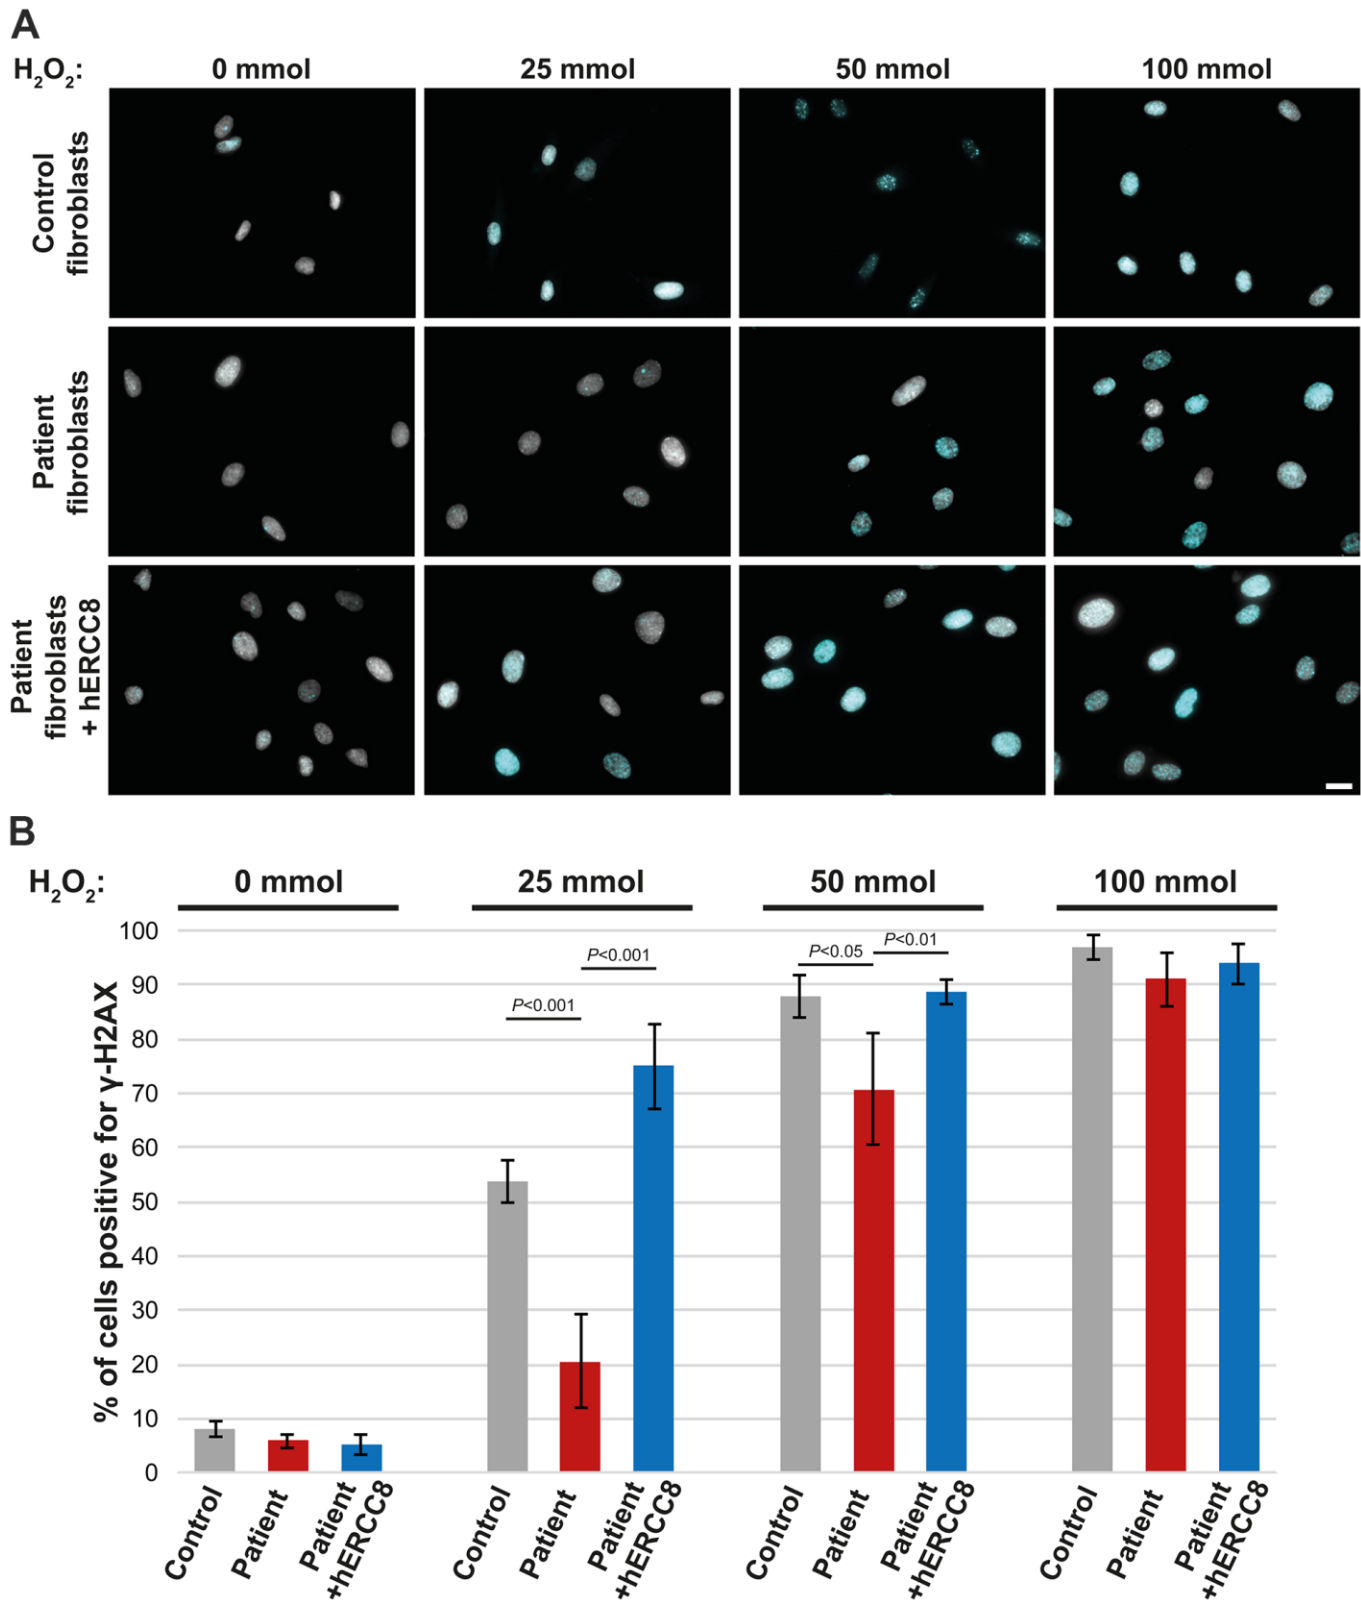 A
H₂O₂: 0 mmol 25 mmol 50 mmol 100 mmol
Control
fibroblasts
Patient
fibroblasts
Patient
fibroblasts
+ hERCC8
B
H₂O₂: 0 mmol 25 mmol 50 mmol 100 mmol
% of cells positive for γ-H2AX
100
90
80
70
60
50
40
30
20
10
0
P<0.001
P<0.001
P<0.05
P<0.01
Control
Patient
Patient
+hERCC8
Control
Patient
Patient
+hERCC8
Control
Patient
Patient
+hERCC8
Control
Patient
Patient
+hERCC8